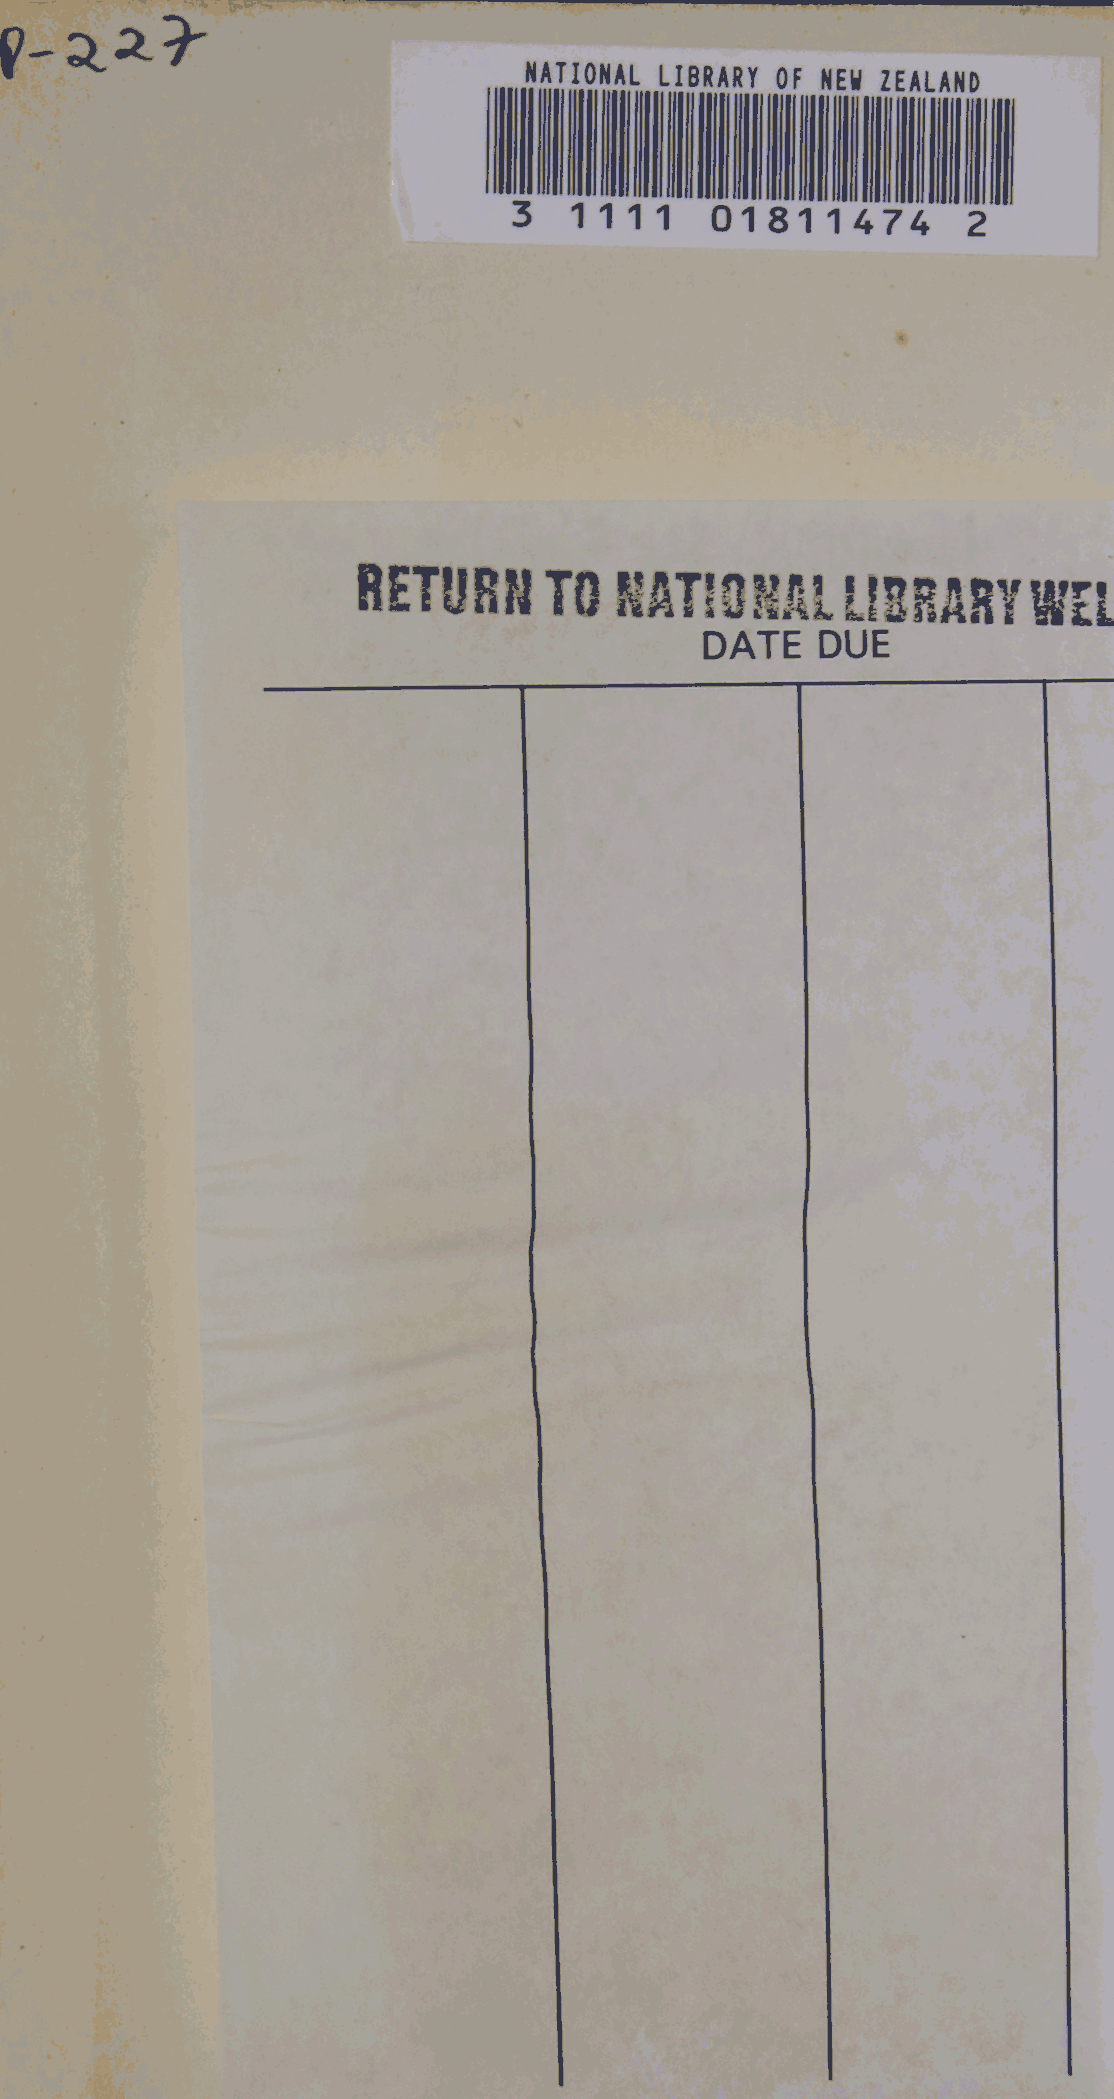 P-227
NATIONAL LIBRARY OF NEW ZEALAND
3 1111 01811474 2
RETURN TO NATIONAL LIBRARY WEL
DATE DUE